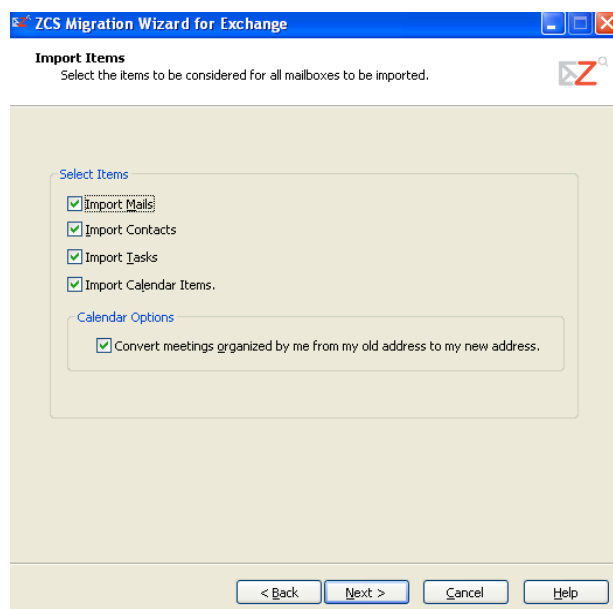 ZCS Migration Wizard for Exchange
Import Items
Select the items to be considered for all mailboxes to be imported.
Z
Select Items
Import Mails
Import Contacts
Import Tasks
Import Calendar Items.
Calendar Options
Convert meetings organized by me from my old address to my new address.
< Back Next > Cancel Help